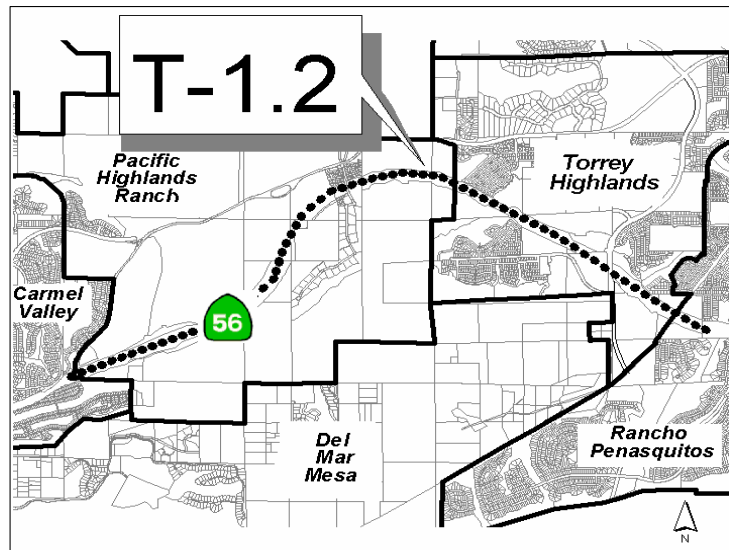 T-1.2
Pacific
Highlands
Ranch
Torrey
Highlands
Carmel
Valley
56
Del
Mar
Mesa
Rancho
Penasquitos
N